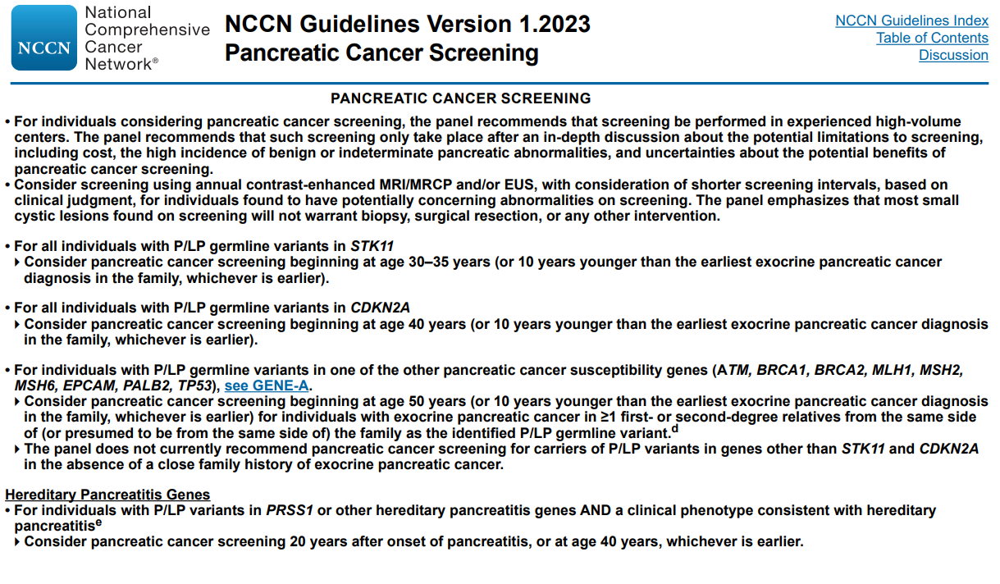 NCCN
National
Comprehensive
Cancer
Network®
NCCN Guidelines Version 1.2023
Pancreatic Cancer Screening
NCCN Guidelines Index
Table of Contents
Discussion
PANCREATIC CANCER SCREENING
• For individuals considering pancreatic cancer screening, the panel recommends that screening be performed in experienced high-volume
centers. The panel recommends that such screening only take place after an in-depth discussion about the potential limitations to screening,
including cost, the high incidence of benign or indeterminate pancreatic abnormalities, and uncertainties about the potential benefits of
pancreatic cancer screening.
• Consider screening using annual contrast-enhanced MRI/MRCP and/or EUS, with consideration of shorter screening intervals, based on
clinical judgment, for individuals found to have potentially concerning abnormalities on screening. The panel emphasizes that most small
cystic lesions found on screening will not warrant biopsy, surgical resection, or any other intervention.
• For all individuals with P/LP germline variants in STK11
‣ Consider pancreatic cancer screening beginning at age 30–35 years (or 10 years younger than the earliest exocrine pancreatic cancer
diagnosis in the family, whichever is earlier).
• For all individuals with P/LP germline variants in CDKN2A
‣ Consider pancreatic cancer screening beginning at age 40 years (or 10 years younger than the earliest exocrine pancreatic cancer diagnosis
in the family, whichever is earlier).
• For individuals with P/LP germline variants in one of the other pancreatic cancer susceptibility genes (ATM, BRCA1, BRCA2, MLH1, MSH2,
MSH6, EPCAM, PALB2, TP53), see GENE-A.
‣ Consider pancreatic cancer screening beginning at age 50 years (or 10 years younger than the earliest exocrine pancreatic cancer diagnosis
in the family, whichever is earlier) for individuals with exocrine pancreatic cancer in ≥1 first- or second-degree relatives from the same side
of (or presumed to be from the same side of) the family as the identified P/LP germline variant.d
‣ The panel does not currently recommend pancreatic cancer screening for carriers of P/LP variants in genes other than STK11 and CDKN2A
in the absence of a close family history of exocrine pancreatic cancer.
Hereditary Pancreatitis Genes
• For individuals with P/LP variants in PRSS1 or other hereditary pancreatitis genes AND a clinical phenotype consistent with hereditary
pancreatitise
‣ Consider pancreatic cancer screening 20 years after onset of pancreatitis, or at age 40 years, whichever is earlier.